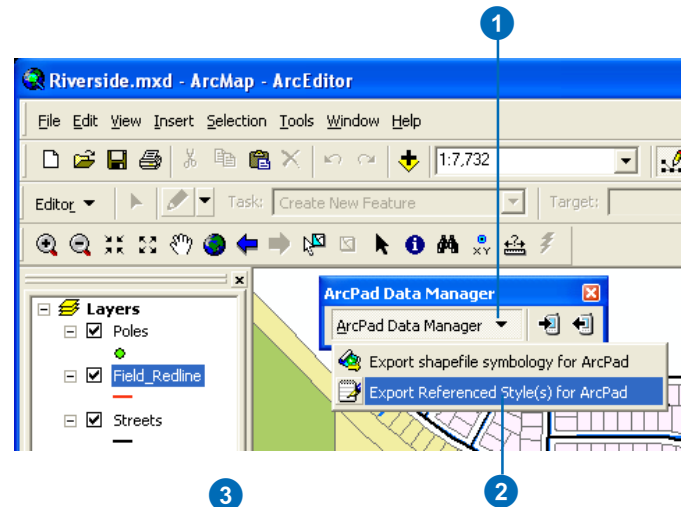 1
Riverside.mxd - ArcMap - ArcEditor
File Edit View Insert Selection Tools Window Help
1:7,732
Editor Task: Create New Feature Target:
XY
Layers
Poles
Field_Redline
Streets
ArcPad Data Manager
ArcPad Data Manager
Export shapefile symbology for ArcPad
Export Referenced Style(s) for ArcPad
3
2